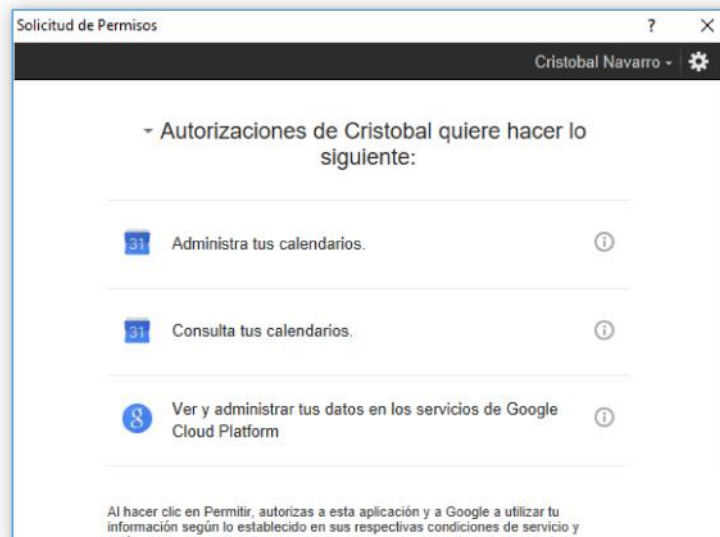 Solicitud de Permisos
Cristobal Navarro
Autorizaciones de Cristobal quiere hacer lo
siguiente:
31 Administra tus calendarios.
31 Consulta tus calendarios.
8 Ver y administrar tus datos en los servicios de Google
Cloud Platform
Al hacer clic en Permitir, autorizas a esta aplicación y a Google a utilizar tu
información según lo establecido en sus respectivas condiciones de servicio y